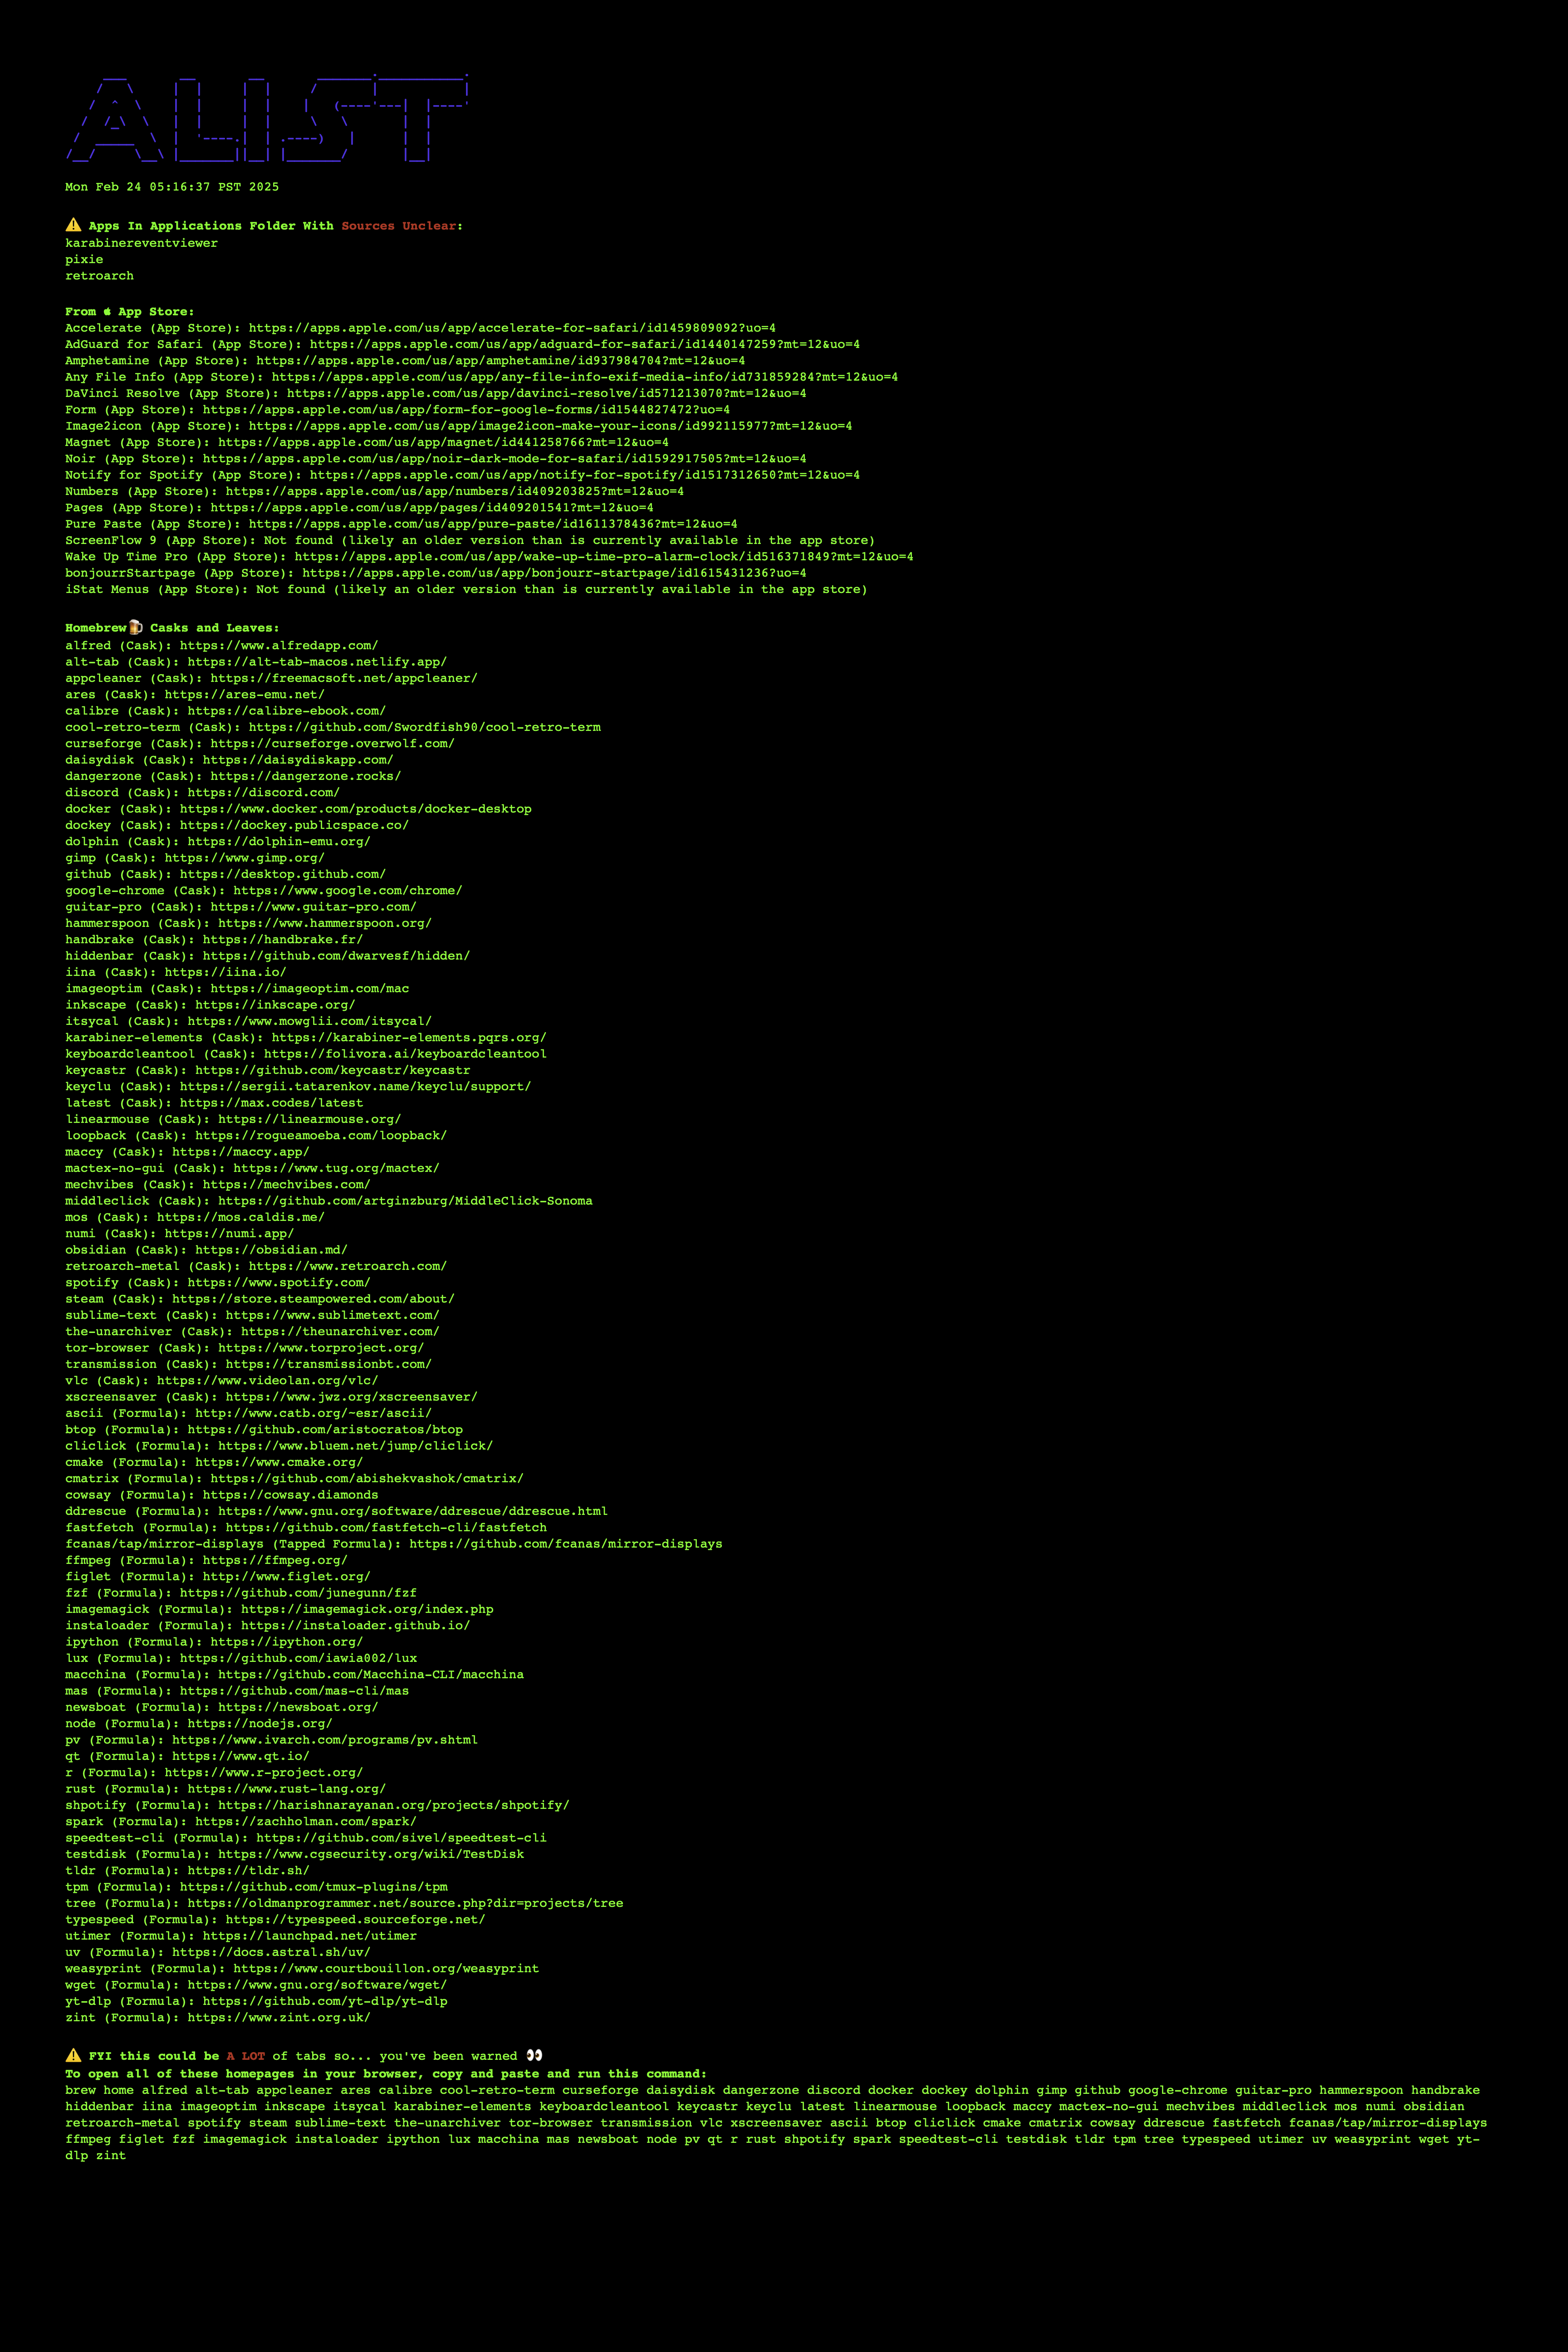 ___       __       __       _______.___________.
    /   \     |  |     |  |     /       |           |
   /  ^  \    |  |     |  |    |   (----'---|  |----'
  /  /_\  \   |  |     |  |     \   \       |  |
 /  _____  \  |  '----.|  | .----)   |      |  |
/__/     \__\ |_______||__| |_______/       |__|
Mon Feb 24 05:16:37 PST 2025
⚠️ Apps In Applications Folder With Sources Unclear:
karabinereventviewer
pixie
retroarch
From  App Store:
Accelerate (App Store): https://apps.apple.com/us/app/accelerate-for-safari/id1459809092?uo=4
AdGuard for Safari (App Store): https://apps.apple.com/us/app/adguard-for-safari/id1440147259?mt=12&uo=4
Amphetamine (App Store): https://apps.apple.com/us/app/amphetamine/id937984704?mt=12&uo=4
Any File Info (App Store): https://apps.apple.com/us/app/any-file-info-exif-media-info/id731859284?mt=12&uo=4
DaVinci Resolve (App Store): https://apps.apple.com/us/app/davinci-resolve/id571213070?mt=12&uo=4
Form (App Store): https://apps.apple.com/us/app/form-for-google-forms/id1544827472?uo=4
Image2icon (App Store): https://apps.apple.com/us/app/image2icon-make-your-icons/id992115977?mt=12&uo=4
Magnet (App Store): https://apps.apple.com/us/app/magnet/id441258766?mt=12&uo=4
Noir (App Store): https://apps.apple.com/us/app/noir-dark-mode-for-safari/id1592917505?mt=12&uo=4
Notify for Spotify (App Store): https://apps.apple.com/us/app/notify-for-spotify/id1517312650?mt=12&uo=4
Numbers (App Store): https://apps.apple.com/us/app/numbers/id409203825?mt=12&uo=4
Pages (App Store): https://apps.apple.com/us/app/pages/id409201541?mt=12&uo=4
Pure Paste (App Store): https://apps.apple.com/us/app/pure-paste/id1611378436?mt=12&uo=4
ScreenFlow 9 (App Store): Not found (likely an older version than is currently available in the app store)
Wake Up Time Pro (App Store): https://apps.apple.com/us/app/wake-up-time-pro-alarm-clock/id516371849?mt=12&uo=4
bonjourrStartpage (App Store): https://apps.apple.com/us/app/bonjourr-startpage/id1615431236?uo=4
iStat Menus (App Store): Not found (likely an older version than is currently available in the app store)
Homebrew🍺 Casks and Leaves:
alfred (Cask): https://www.alfredapp.com/
alt-tab (Cask): https://alt-tab-macos.netlify.app/
appcleaner (Cask): https://freemacsoft.net/appcleaner/
ares (Cask): https://ares-emu.net/
calibre (Cask): https://calibre-ebook.com/
cool-retro-term (Cask): https://github.com/Swordfish90/cool-retro-term
curseforge (Cask): https://curseforge.overwolf.com/
daisydisk (Cask): https://daisydiskapp.com/
dangerzone (Cask): https://dangerzone.rocks/
discord (Cask): https://discord.com/
docker (Cask): https://www.docker.com/products/docker-desktop
dockey (Cask): https://dockey.publicspace.co/
dolphin (Cask): https://dolphin-emu.org/
gimp (Cask): https://www.gimp.org/
github (Cask): https://desktop.github.com/
google-chrome (Cask): https://www.google.com/chrome/
guitar-pro (Cask): https://www.guitar-pro.com/
hammerspoon (Cask): https://www.hammerspoon.org/
handbrake (Cask): https://handbrake.fr/
hiddenbar (Cask): https://github.com/dwarvesf/hidden/
iina (Cask): https://iina.io/
imageoptim (Cask): https://imageoptim.com/mac
inkscape (Cask): https://inkscape.org/
itsycal (Cask): https://www.mowglii.com/itsycal/
karabiner-elements (Cask): https://karabiner-elements.pqrs.org/
keyboardcleantool (Cask): https://folivora.ai/keyboardcleantool
keycastr (Cask): https://github.com/keycastr/keycastr
keyclu (Cask): https://sergii.tatarenkov.name/keyclu/support/
latest (Cask): https://max.codes/latest
linearmouse (Cask): https://linearmouse.org/
loopback (Cask): https://rogueamoeba.com/loopback/
maccy (Cask): https://maccy.app/
mactex-no-gui (Cask): https://www.tug.org/mactex/
mechvibes (Cask): https://mechvibes.com/
middleclick (Cask): https://github.com/artginzburg/MiddleClick-Sonoma
mos (Cask): https://mos.caldis.me/
numi (Cask): https://numi.app/
obsidian (Cask): https://obsidian.md/
retroarch-metal (Cask): https://www.retroarch.com/
spotify (Cask): https://www.spotify.com/
steam (Cask): https://store.steampowered.com/about/
sublime-text (Cask): https://www.sublimetext.com/
the-unarchiver (Cask): https://theunarchiver.com/
tor-browser (Cask): https://www.torproject.org/
transmission (Cask): https://transmissionbt.com/
vlc (Cask): https://www.videolan.org/vlc/
xscreensaver (Cask): https://www.jwz.org/xscreensaver/
ascii (Formula): http://www.catb.org/~esr/ascii/
btop (Formula): https://github.com/aristocratos/btop
cliclick (Formula): https://www.bluem.net/jump/cliclick/
cmake (Formula): https://www.cmake.org/
cmatrix (Formula): https://github.com/abishekvashok/cmatrix/
cowsay (Formula): https://cowsay.diamonds
ddrescue (Formula): https://www.gnu.org/software/ddrescue/ddrescue.html
fastfetch (Formula): https://github.com/fastfetch-cli/fastfetch
fcanas/tap/mirror-displays (Tapped Formula): https://github.com/fcanas/mirror-displays
ffmpeg (Formula): https://ffmpeg.org/
figlet (Formula): http://www.figlet.org/
fzf (Formula): https://github.com/junegunn/fzf
imagemagick (Formula): https://imagemagick.org/index.php
instaloader (Formula): https://instaloader.github.io/
ipython (Formula): https://ipython.org/
lux (Formula): https://github.com/iawia002/lux
macchina (Formula): https://github.com/Macchina-CLI/macchina
mas (Formula): https://github.com/mas-cli/mas
newsboat (Formula): https://newsboat.org/
node (Formula): https://nodejs.org/
pv (Formula): https://www.ivarch.com/programs/pv.shtml
qt (Formula): https://www.qt.io/
r (Formula): https://www.r-project.org/
rust (Formula): https://www.rust-lang.org/
shpotify (Formula): https://harishnarayanan.org/projects/shpotify/
spark (Formula): https://zachholman.com/spark/
speedtest-cli (Formula): https://github.com/sivel/speedtest-cli
testdisk (Formula): https://www.cgsecurity.org/wiki/TestDisk
tldr (Formula): https://tldr.sh/
tpm (Formula): https://github.com/tmux-plugins/tpm
tree (Formula): https://oldmanprogrammer.net/source.php?dir=projects/tree
typespeed (Formula): https://typespeed.sourceforge.net/
utimer (Formula): https://launchpad.net/utimer
uv (Formula): https://docs.astral.sh/uv/
weasyprint (Formula): https://www.courtbouillon.org/weasyprint
wget (Formula): https://www.gnu.org/software/wget/
yt-dlp (Formula): https://github.com/yt-dlp/yt-dlp
zint (Formula): https://www.zint.org.uk/
⚠️ FYI this could be A LOT of tabs so... you've been warned 👀
To open all of these homepages in your browser, copy and paste and run this command:
brew home alfred alt-tab appcleaner ares calibre cool-retro-term curseforge daisydisk dangerzone discord docker dockey dolphin gimp github google-chrome guitar-pro hammerspoon handbrake
hiddenbar iina imageoptim inkscape itsycal karabiner-elements keyboardcleantool keycastr keyclu latest linearmouse loopback maccy mactex-no-gui mechvibes middleclick mos numi obsidian
retroarch-metal spotify steam sublime-text the-unarchiver tor-browser transmission vlc xscreensaver ascii btop cliclick cmake cmatrix cowsay ddrescue fastfetch fcanas/tap/mirror-displays
ffmpeg figlet fzf imagemagick instaloader ipython lux macchina mas newsboat node pv qt r rust shpotify spark speedtest-cli testdisk tldr tpm tree typespeed utimer uv weasyprint wget yt-
dlp zint